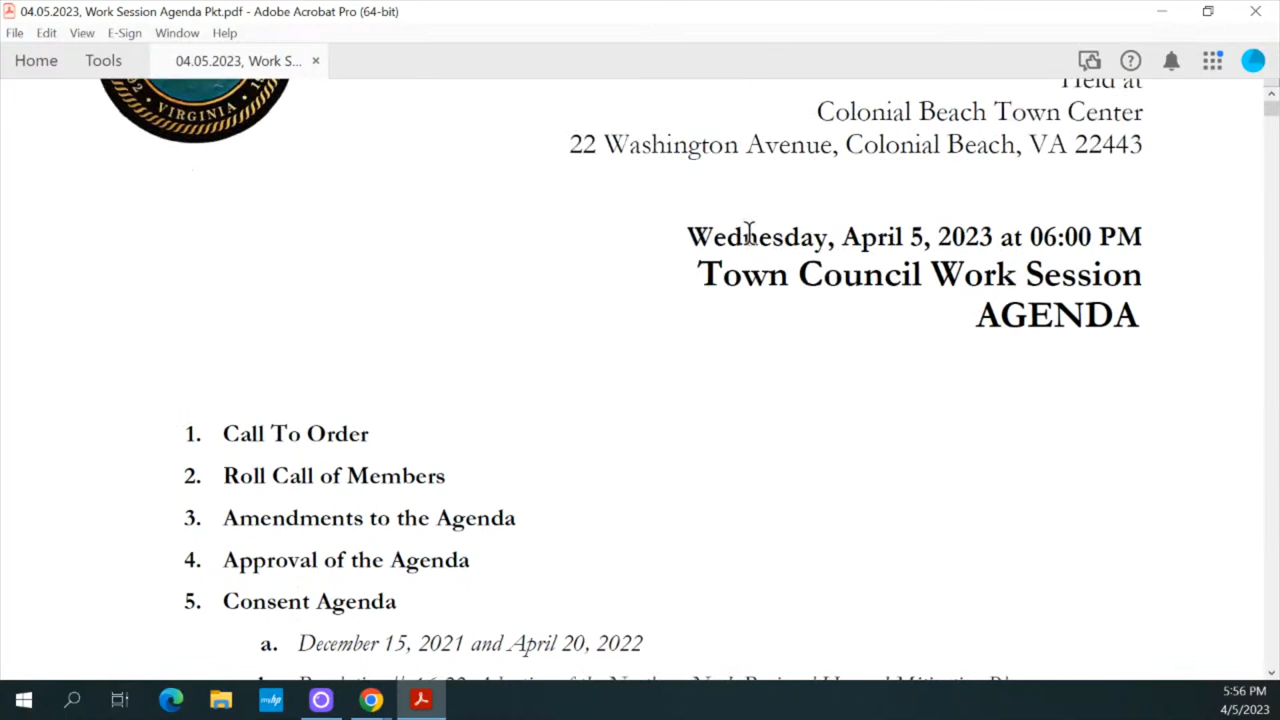 04.05.2023, Work Session Agenda Pkt.pdf - Adobe Acrobat Pro (64-bit)
File Edit View E-Sign Window Help
Home Tools 04.05.2023, Work S... ×
Held at
VIRGINIA
Colonial Beach Town Center
22 Washington Avenue, Colonial Beach, VA 22443
Wednesday, April 5, 2023 at 06:00 PM
Town Council Work Session
AGENDA
1. Call To Order
2. Roll Call of Members
3. Amendments to the Agenda
4. Approval of the Agenda
5. Consent Agenda
a. December 15, 2021 and April 20, 2022
5:56 PM
4/5/2023